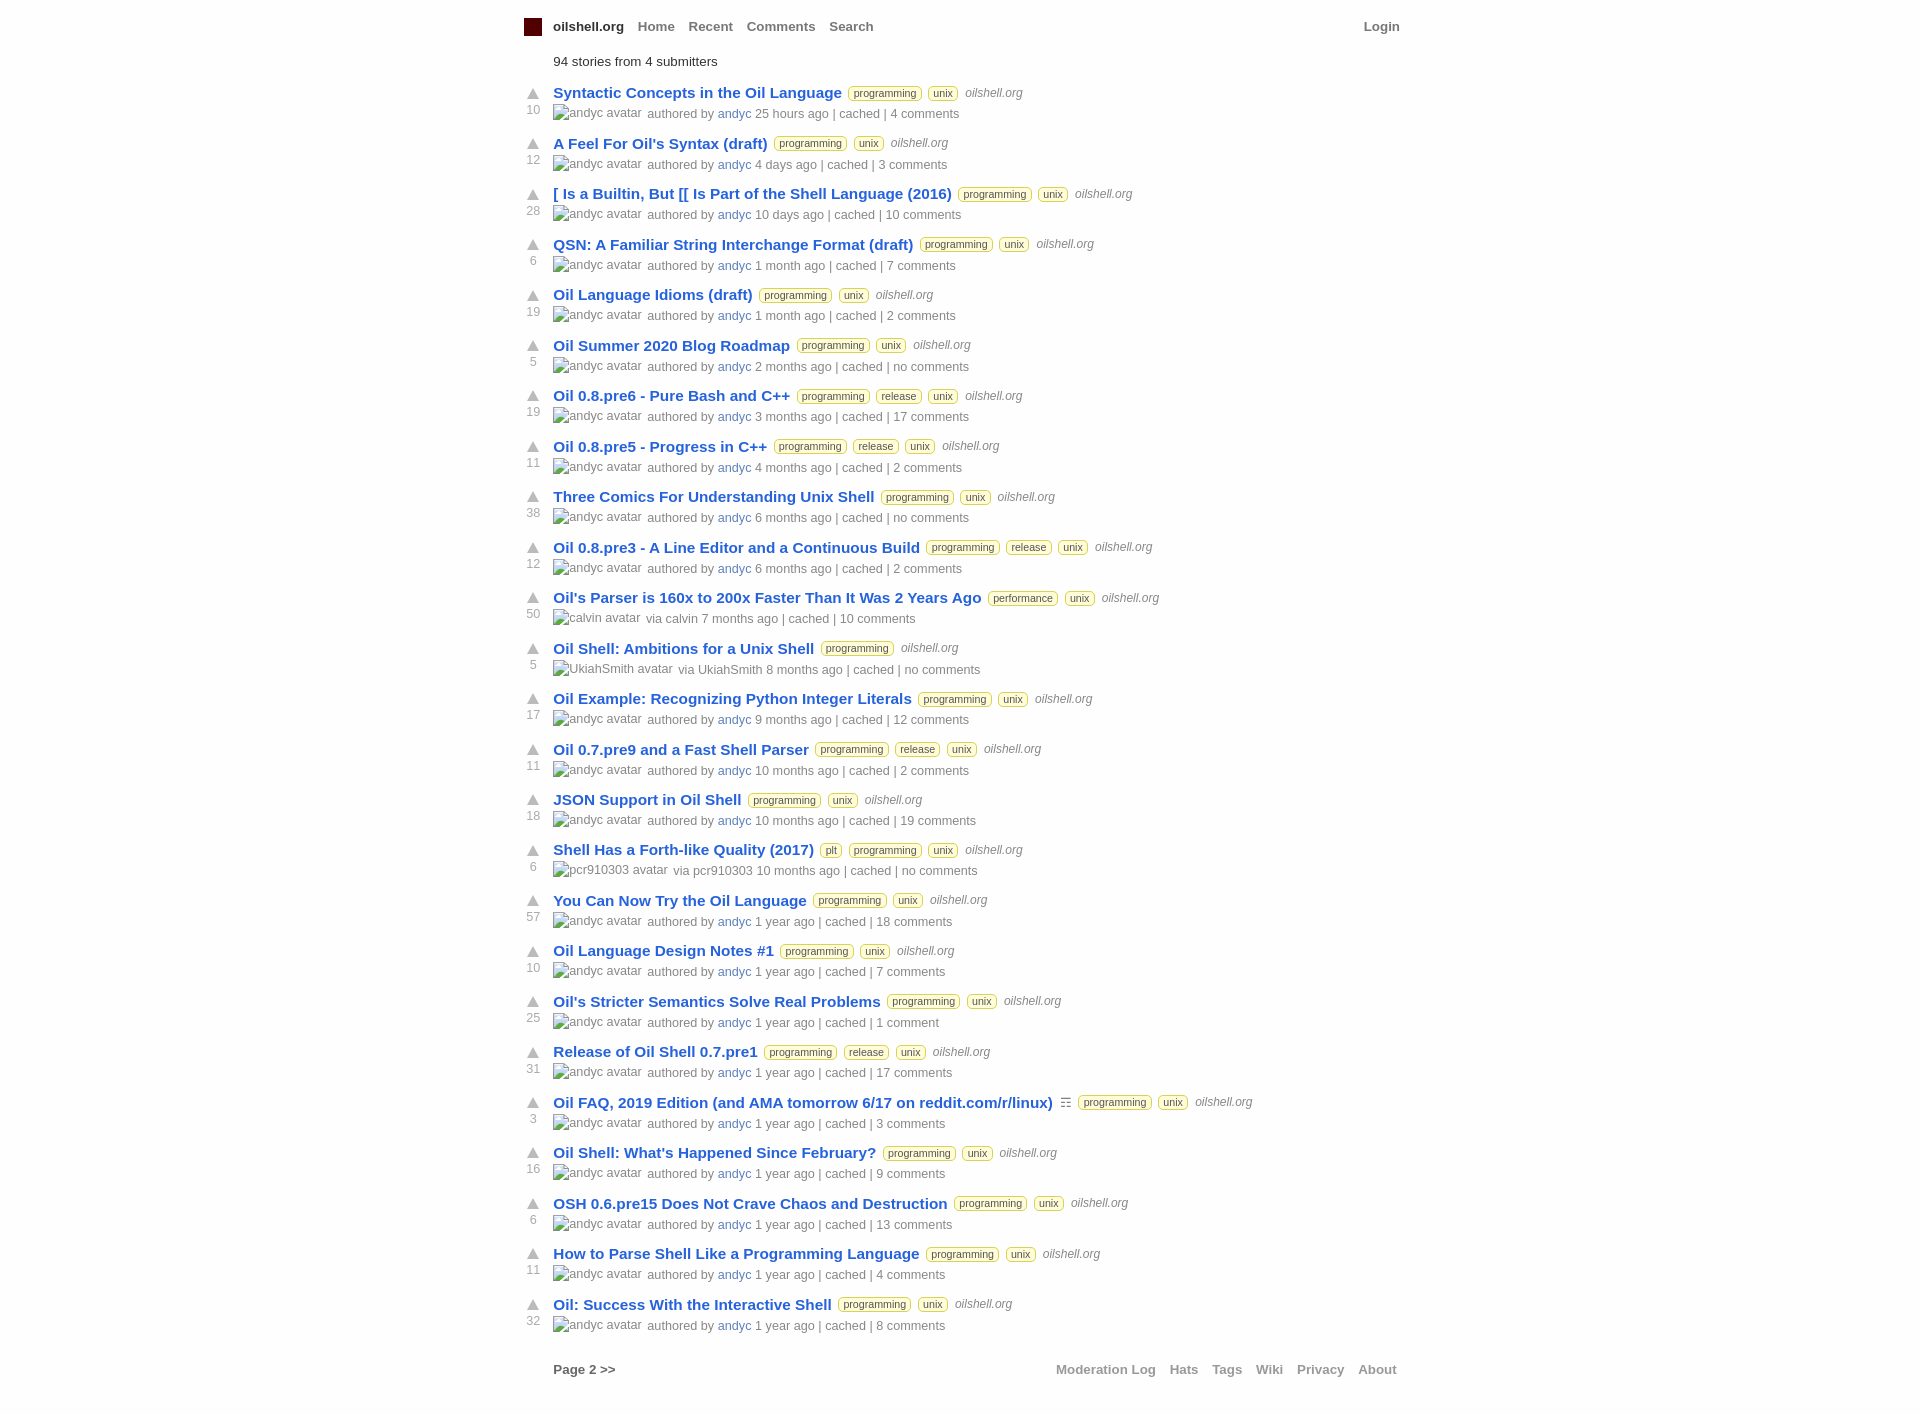 oilshell.org Home Recent Comments Search Login
94 stories from 4 submitters
Syntactic Concepts in the Oil Language programming unix oilshell.org
10 andyc avatar authored by andyc 25 hours ago | cached | 4 comments
A Feel For Oil's Syntax (draft) programming unix oilshell.org
12 andyc avatar authored by andyc 4 days ago | cached | 3 comments
[ Is a Builtin, But [[ Is Part of the Shell Language (2016) programming unix oilshell.org
28 andyc avatar authored by andyc 10 days ago | cached | 10 comments
QSN: A Familiar String Interchange Format (draft) programming unix oilshell.org
6 andyc avatar authored by andyc 1 month ago | cached | 7 comments
Oil Language Idioms (draft) programming unix oilshell.org
19 andyc avatar authored by andyc 1 month ago | cached | 2 comments
Oil Summer 2020 Blog Roadmap programming unix oilshell.org
5 andyc avatar authored by andyc 2 months ago | cached | no comments
Oil 0.8.pre6 - Pure Bash and C++ programming release unix oilshell.org
19 andyc avatar authored by andyc 3 months ago | cached | 17 comments
Oil 0.8.pre5 - Progress in C++ programming release unix oilshell.org
11 andyc avatar authored by andyc 4 months ago | cached | 2 comments
Three Comics For Understanding Unix Shell programming unix oilshell.org
38 andyc avatar authored by andyc 6 months ago | cached | no comments
Oil 0.8.pre3 - A Line Editor and a Continuous Build programming release unix oilshell.org
12 andyc avatar authored by andyc 6 months ago | cached | 2 comments
Oil's Parser is 160x to 200x Faster Than It Was 2 Years Ago performance unix oilshell.org
50 calvin avatar via calvin 7 months ago | cached | 10 comments
Oil Shell: Ambitions for a Unix Shell programming oilshell.org
5 UkiahSmith avatar via UkiahSmith 8 months ago | cached | no comments
Oil Example: Recognizing Python Integer Literals programming unix oilshell.org
17 andyc avatar authored by andyc 9 months ago | cached | 12 comments
Oil 0.7.pre9 and a Fast Shell Parser programming release unix oilshell.org
11 andyc avatar authored by andyc 10 months ago | cached | 2 comments
JSON Support in Oil Shell programming unix oilshell.org
18 andyc avatar authored by andyc 10 months ago | cached | 19 comments
Shell Has a Forth-like Quality (2017) plt programming unix oilshell.org
6 pcr910303 avatar via pcr910303 10 months ago | cached | no comments
You Can Now Try the Oil Language programming unix oilshell.org
57 andyc avatar authored by andyc 1 year ago | cached | 18 comments
Oil Language Design Notes #1 programming unix oilshell.org
10 andyc avatar authored by andyc 1 year ago | cached | 7 comments
Oil's Stricter Semantics Solve Real Problems programming unix oilshell.org
25 andyc avatar authored by andyc 1 year ago | cached | 1 comment
Release of Oil Shell 0.7.pre1 programming release unix oilshell.org
31 andyc avatar authored by andyc 1 year ago | cached | 17 comments
Oil FAQ, 2019 Edition (and AMA tomorrow 6/17 on reddit.com/r/linux) ☶ programming unix oilshell.org
3 andyc avatar authored by andyc 1 year ago | cached | 3 comments
Oil Shell: What's Happened Since February? programming unix oilshell.org
16 andyc avatar authored by andyc 1 year ago | cached | 9 comments
OSH 0.6.pre15 Does Not Crave Chaos and Destruction programming unix oilshell.org
6 andyc avatar authored by andyc 1 year ago | cached | 13 comments
How to Parse Shell Like a Programming Language programming unix oilshell.org
11 andyc avatar authored by andyc 1 year ago | cached | 4 comments
Oil: Success With the Interactive Shell programming unix oilshell.org
32 andyc avatar authored by andyc 1 year ago | cached | 8 comments
Page 2 >> Moderation Log Hats Tags Wiki Privacy About